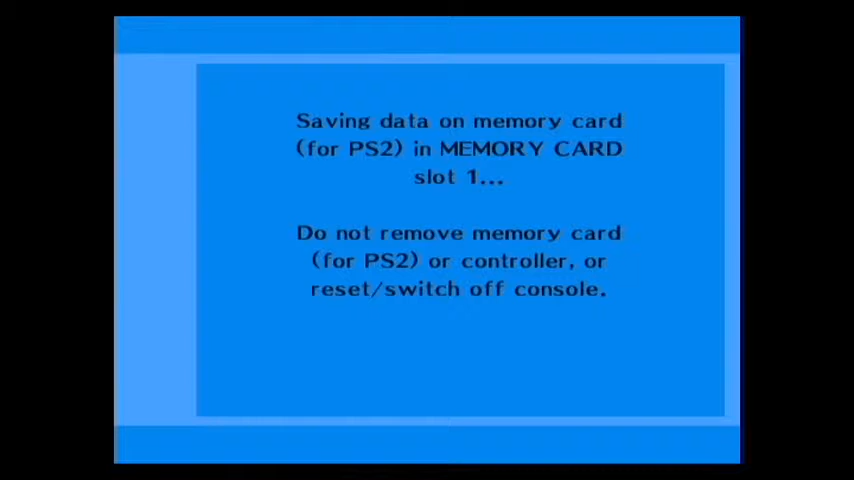 Saving data on memory card
(for PS2) in MEMORY CARD
slot 1...
Do not remove memory card
(for PS2) or controller, or
reset/switch off console.